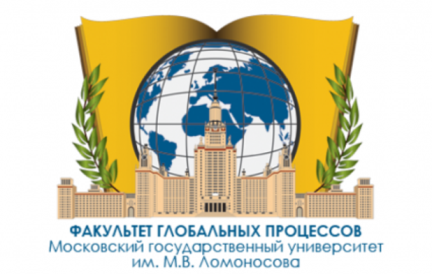 ФАКУЛЬТЕТ ГЛОБАЛЬНЫХ ПРОЦЕССОВ
Московский государственный университет
им. М.В. Ломоносова